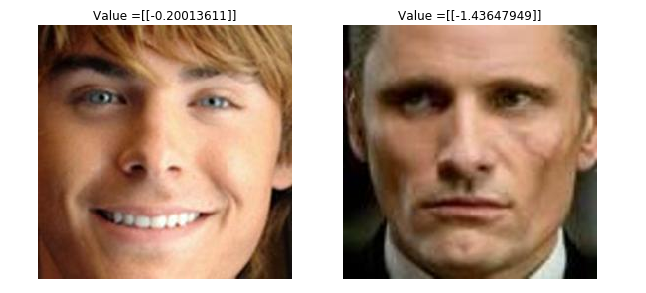 Value =[[-0.20013611]]
Value =[[-1.43647949]]